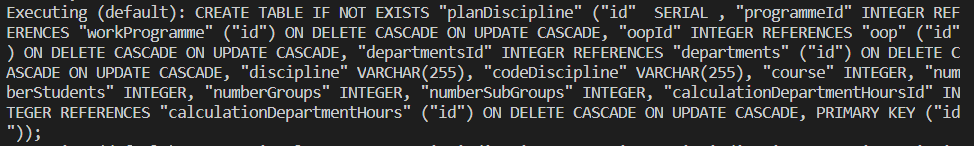 Executing (default): CREATE TABLE IF NOT EXISTS "planDiscipline" ("id"  SERIAL , "programmeId" INTEGER REF
ERENCES "workProgramme" ("id") ON DELETE CASCADE ON UPDATE CASCADE, "oopId" INTEGER REFERENCES "oop" ("id"
) ON DELETE CASCADE ON UPDATE CASCADE, "departmentsId" INTEGER REFERENCES "departments" ("id") ON DELETE C
ASCADE ON UPDATE CASCADE, "discipline" VARCHAR(255), "codeDiscipline" VARCHAR(255), "course" INTEGER, "num
berStudents" INTEGER, "numberGroups" INTEGER, "numberSubGroups" INTEGER, "calculationDepartmentHoursId" IN
TEGER REFERENCES "calculationDepartmentHours" ("id") ON DELETE CASCADE ON UPDATE CASCADE, PRIMARY KEY ("id
"));